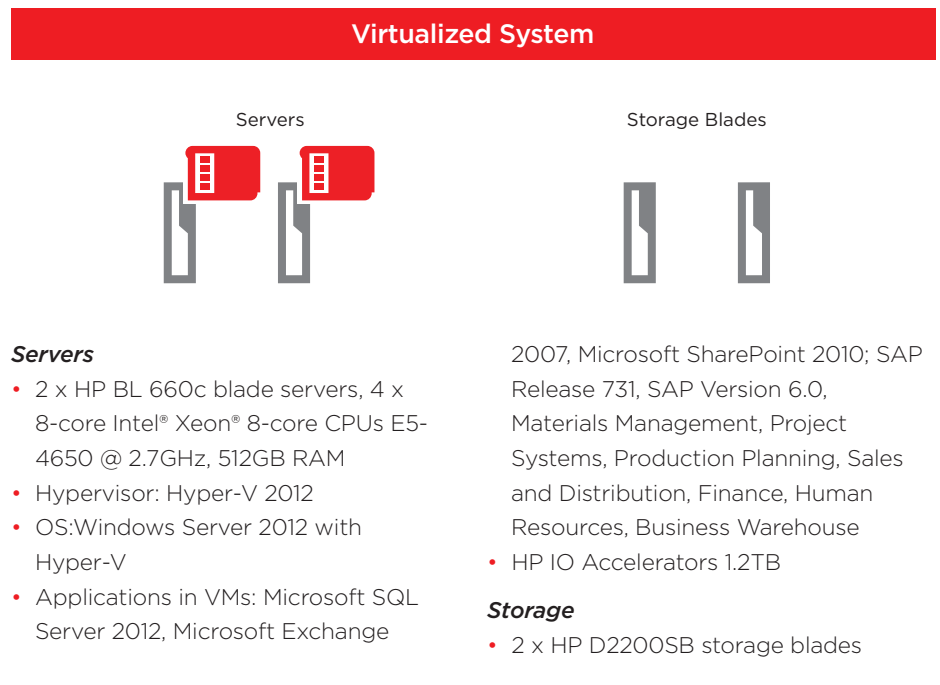 Virtualized System
Servers
Storage Blades
Servers
• 2 x HP BL 660c blade servers, 4 x
8-core Intel® Xeon® 8-core CPUs E5-
4650 @ 2.7GHz, 512GB RAM
• Hypervisor: Hyper-V 2012
• OS:Windows Server 2012 with
Hyper-V
• Applications in VMs: Microsoft SQL
Server 2012, Microsoft Exchange
2007, Microsoft SharePoint 2010; SAP
Release 731, SAP Version 6.0,
Materials Management, Project
Systems, Production Planning, Sales
and Distribution, Finance, Human
Resources, Business Warehouse
• HP IO Accelerators 1.2TB
Storage
• 2 x HP D2200SB storage blades